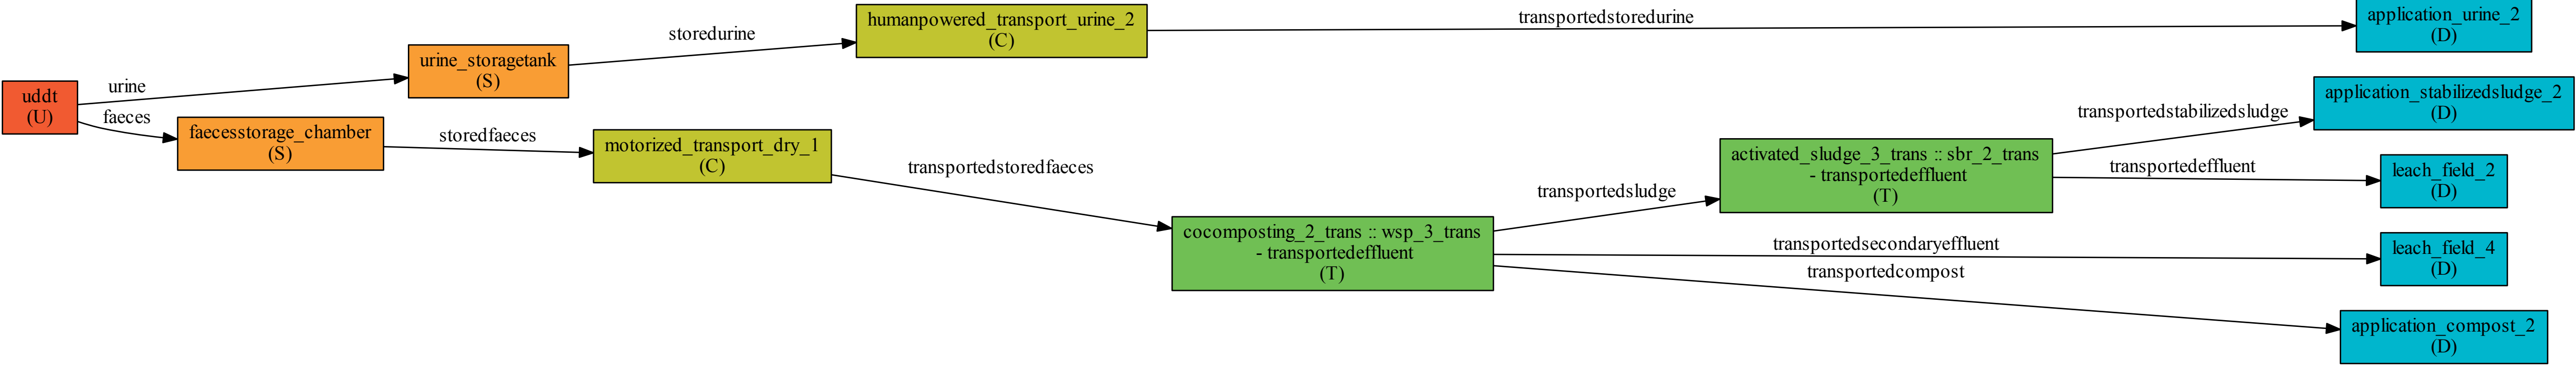 uddt
(U)
urine
faeces
urine_storagetank
(S)
faecesstorage_chamber
(S)
storedurine
storedfaeces
humanpowered_transport_urine_2
(C)
motorized_transport_dry_1
(C)
transportedstoredurine
transportedstoredfaeces
cocomposting_2_trans :: wsp_3_trans
- transportedeffluent
(T)
transportedsludge
transportedsecondaryeffluent
transportedcompost
activated_sludge_3_trans :: sbr_2_trans
- transportedeffluent
(T)
transportedstabilizedsludge
transportedeffluent
application_urine_2
(D)
application_stabilizedsludge_2
(D)
leach_field_2
(D)
leach_field_4
(D)
application_compost_2
(D)